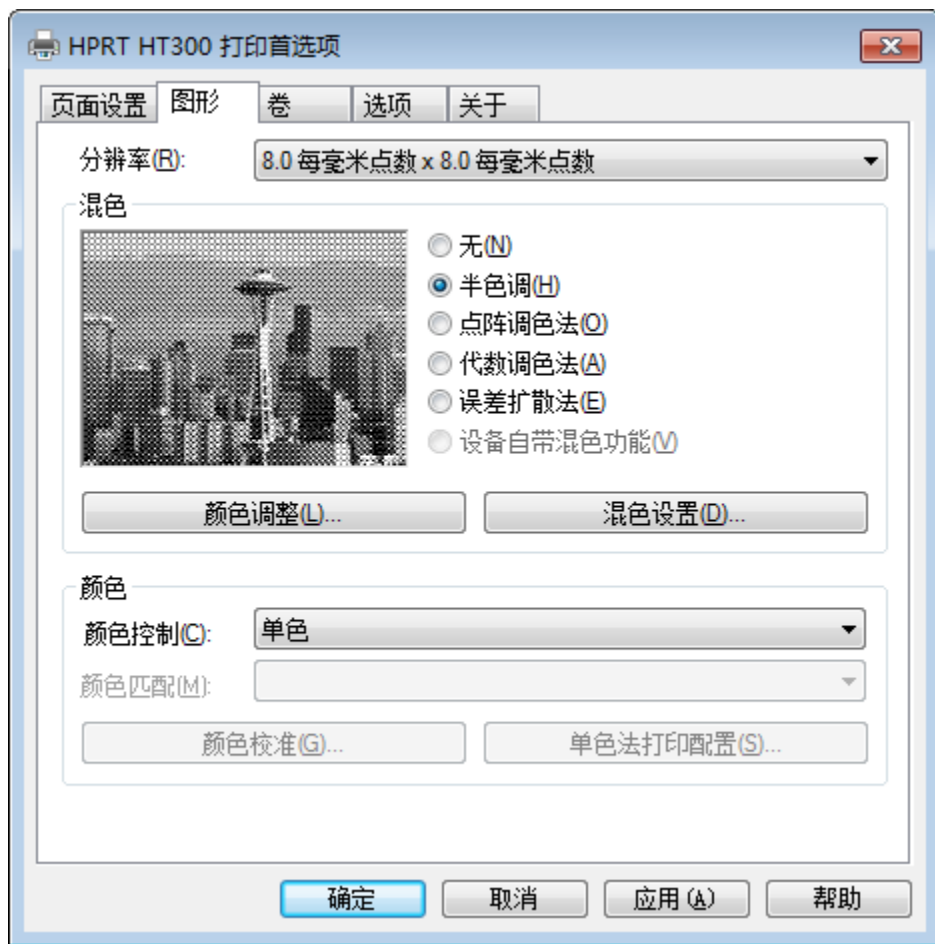 HPRT HT300 打印首选项
页面设置 图形 卷 选项 关于
分辨率(R): 8.0 每毫米点数 x 8.0 每毫米点数
混色
无(N)
半色调(H)
点阵调色法(O)
代数调色法(A)
误差扩散法(E)
设备自带混色功能(V)
颜色调整(L)... 混色设置(D)...
颜色
颜色控制(C): 单色
颜色匹配(M):
颜色校准(G)... 单色法打印配置(S)...
确定 取消 应用(A) 帮助